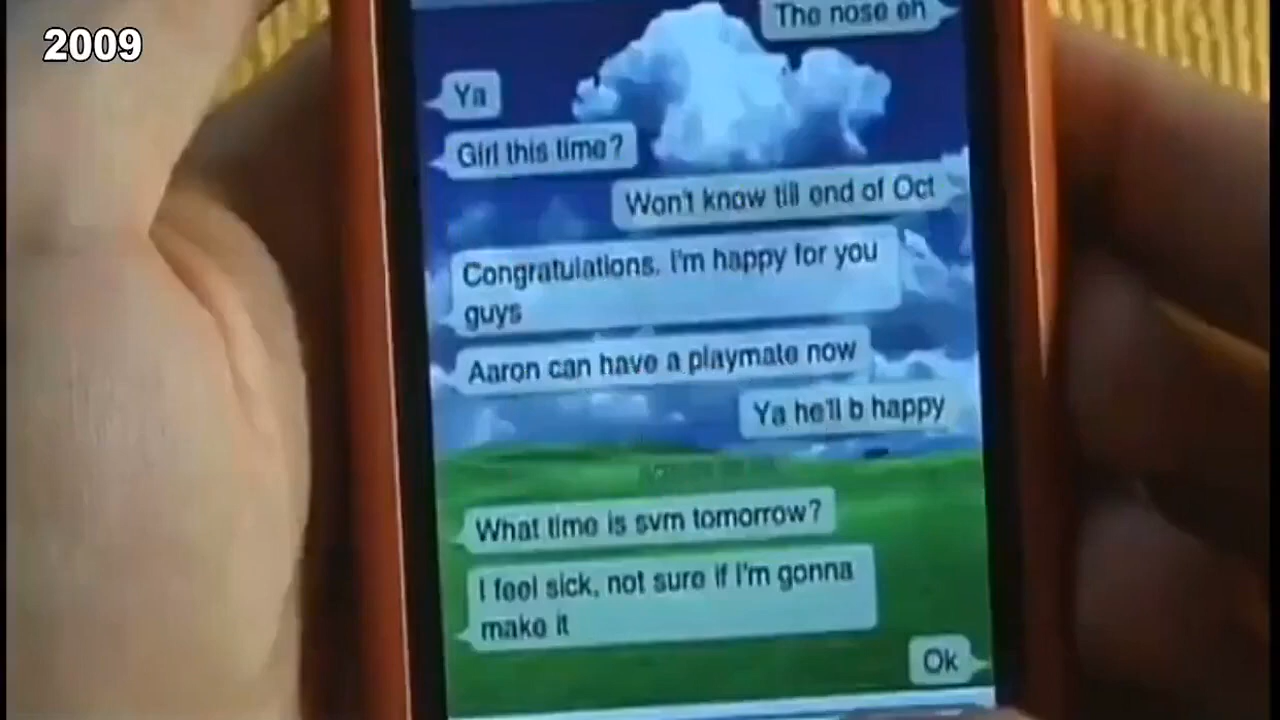 2009
The nose eh
Ya
Girl this time?
Won't know till end of Oct
Congratulations. I'm happy for you
guys
Aaron can have a playmate now
Ya he'll b happy
What time is svm tomorrow?
I feel sick, not sure if I'm gonna
make it
Ok